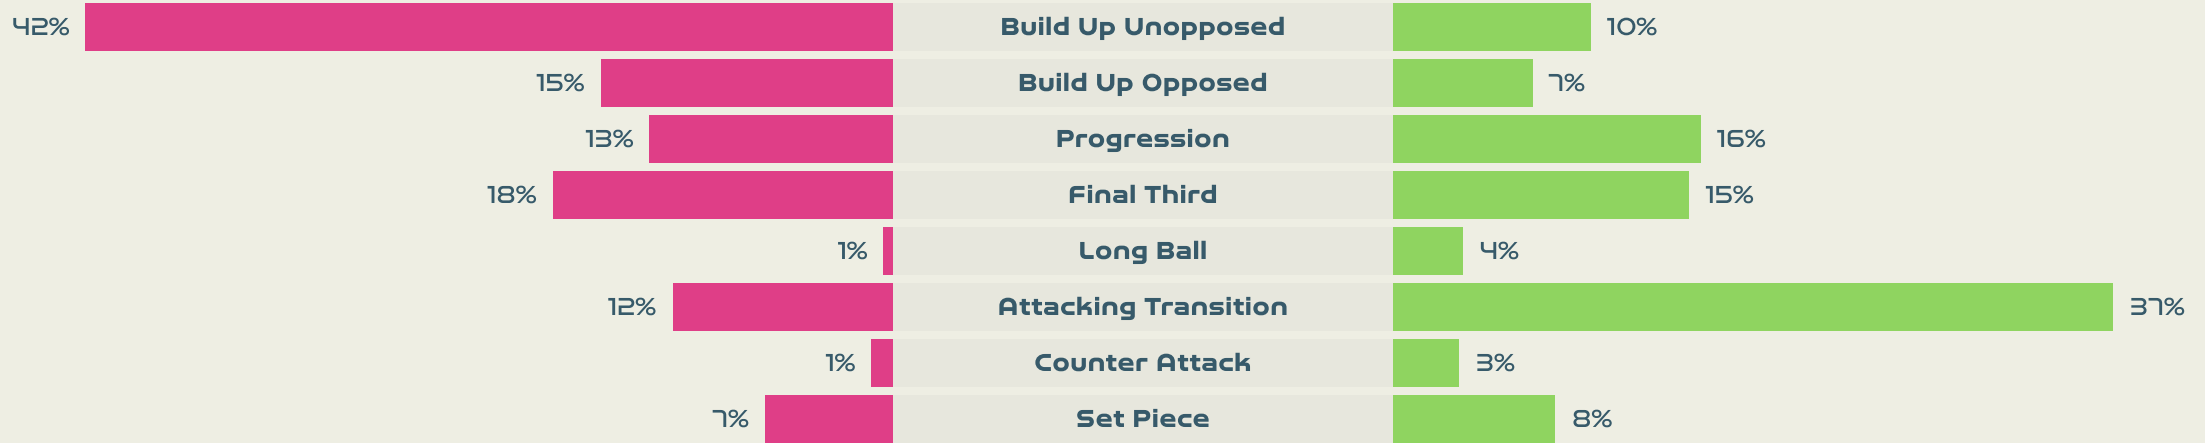 42% Build Up Unopposed 10%
15% Build Up Opposed 7%
13% Progression 16%
18% Final Third 15%
1% Long Ball 4%
12% Attacking Transition 37%
1% Counter Attack 3%
7% Set Piece 8%